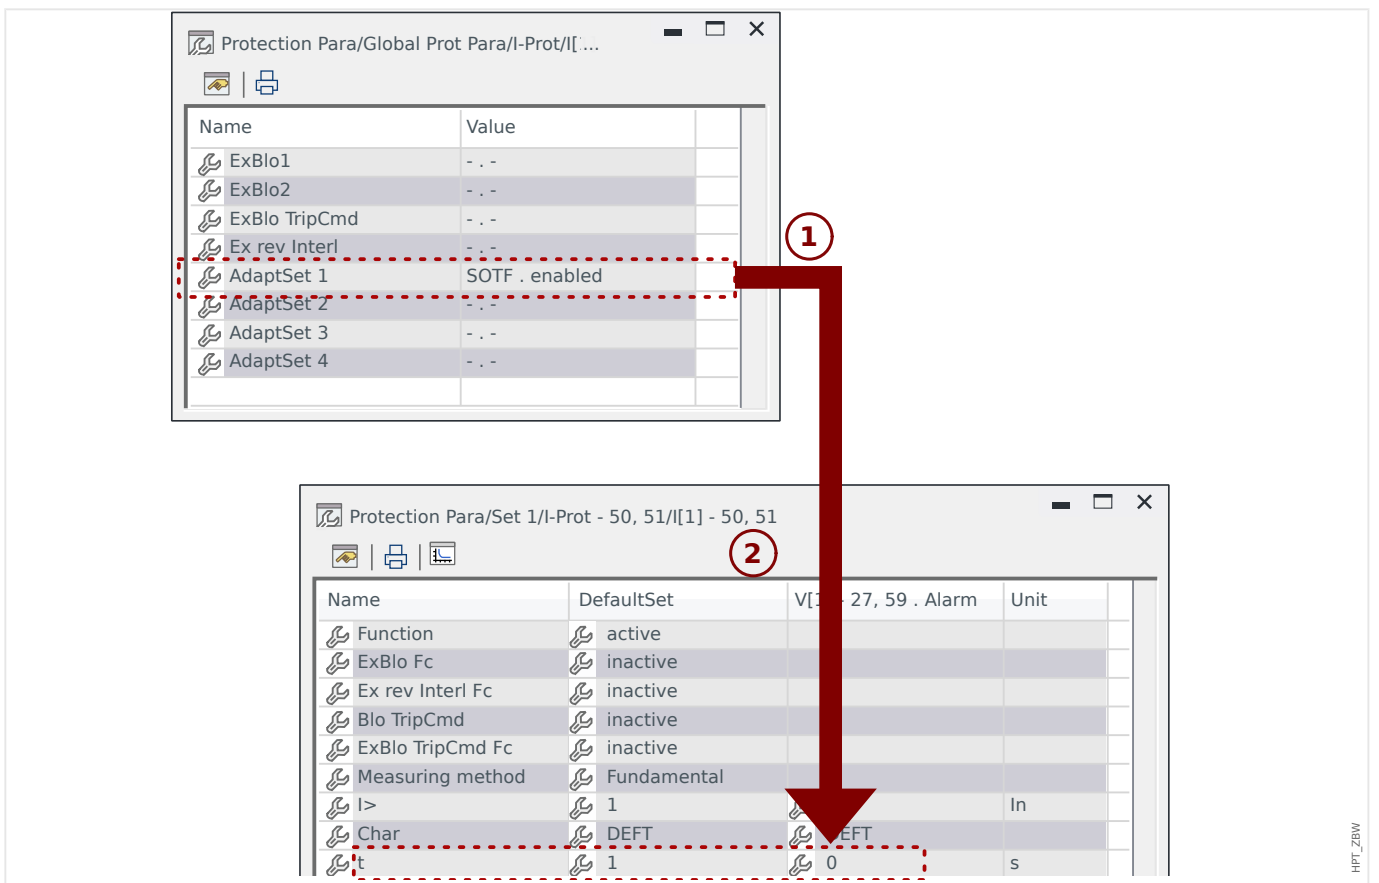 Protection Para/Global Prot Para/I-Prot/I[ ...
Name Value
ExBlo1 - . -
ExBlo2 - . -
ExBlo TripCmd - . -
Ex rev Interl - . -
AdaptSet 1 SOTF . enabled
AdaptSet 2 - . -
AdaptSet 3 - . -
AdaptSet 4 - . -
1
Protection Para/Set 1/I-Prot - 50, 51/I[1] - 50, 51
2
Name DefaultSet 27, 59 . Alarm Unit
Function active
ExBlo Fc inactive
Ex rev Interl Fc inactive
Blo TripCmd inactive
ExBlo TripCmd Fc inactive
Measuring method Fundamental
I> 1 In
Char DEFT
t 1 0 s
HPT_ZBW